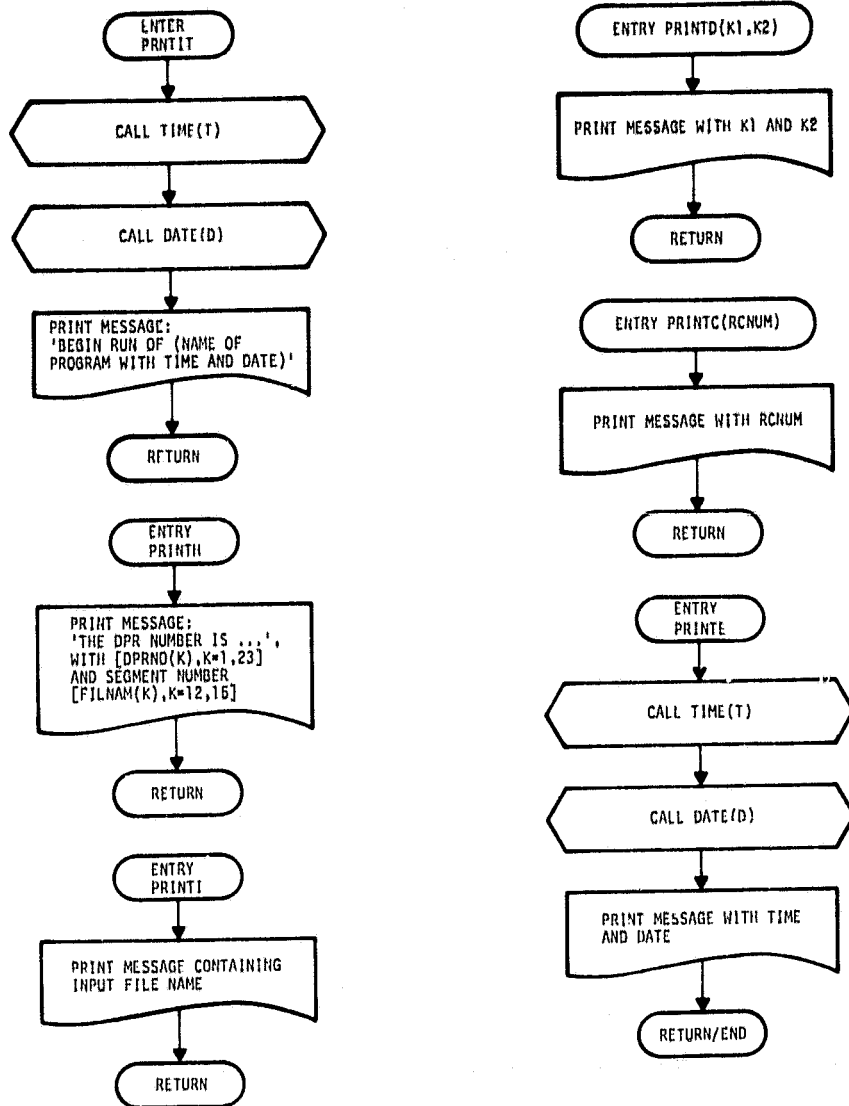 ENTER
PRNTIT
CALL TIME(T)
CALL DATE(D)
PRINT MESSAGE:
'BEGIN RUN OF (NAME OF
PROGRAM WITH TIME AND DATE)'
RETURN
ENTRY
PRINTH
PRINT MESSAGE:
'THE DPR NUMBER IS ...',
WITH [DPRNO(K),K=1,23]
AND SEGMENT NUMBER
[FILNAM(K),K=12,15]
RETURN
ENTRY
PRINTI
PRINT MESSAGE CONTAINING
INPUT FILE NAME
RETURN
ENTRY PRINTD(K1,K2)
PRINT MESSAGE WITH K1 AND K2
RETURN
ENTRY PRINTC(RCNUM)
PRINT MESSAGE WITH RCNUM
RETURN
ENTRY
PRINTE
CALL TIME(T)
CALL DATE(D)
PRINT MESSAGE WITH TIME
AND DATE
RETURN/END